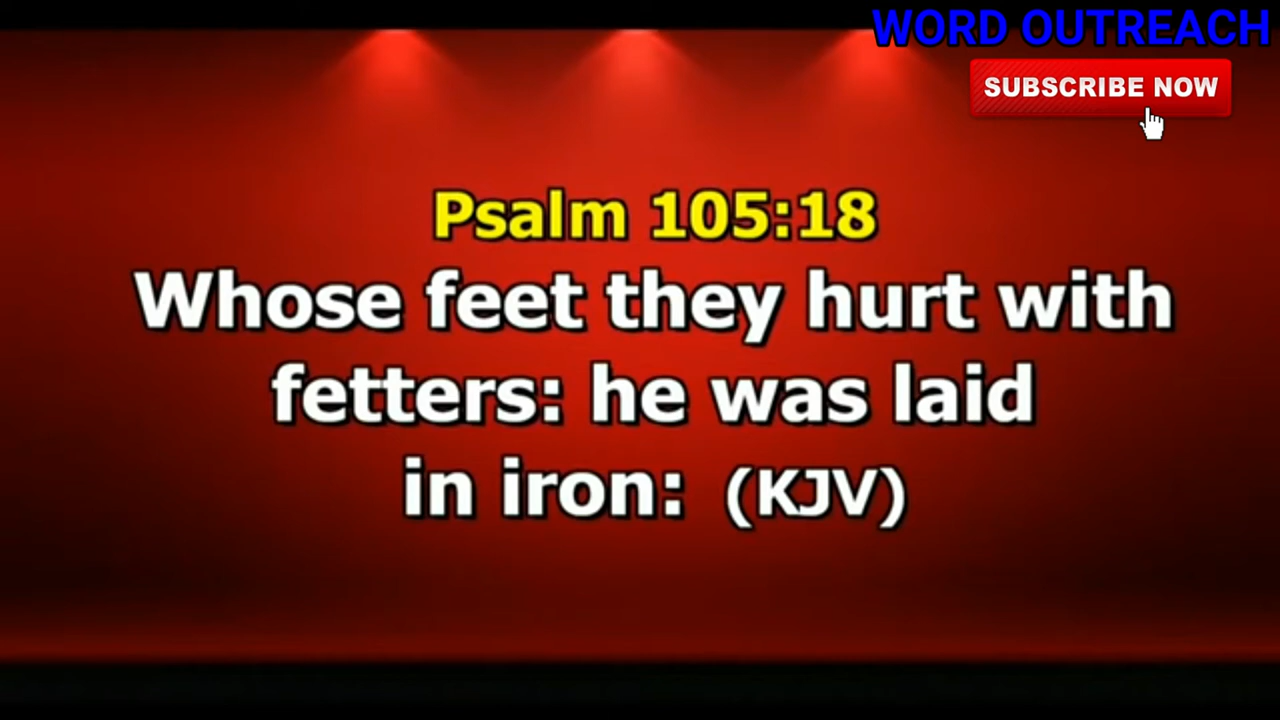 WORD OUTREACH
SUBSCRIBE NOW
Psalm 105:18
Whose feet they hurt with
fetters: he was laid
in iron: (KJV)